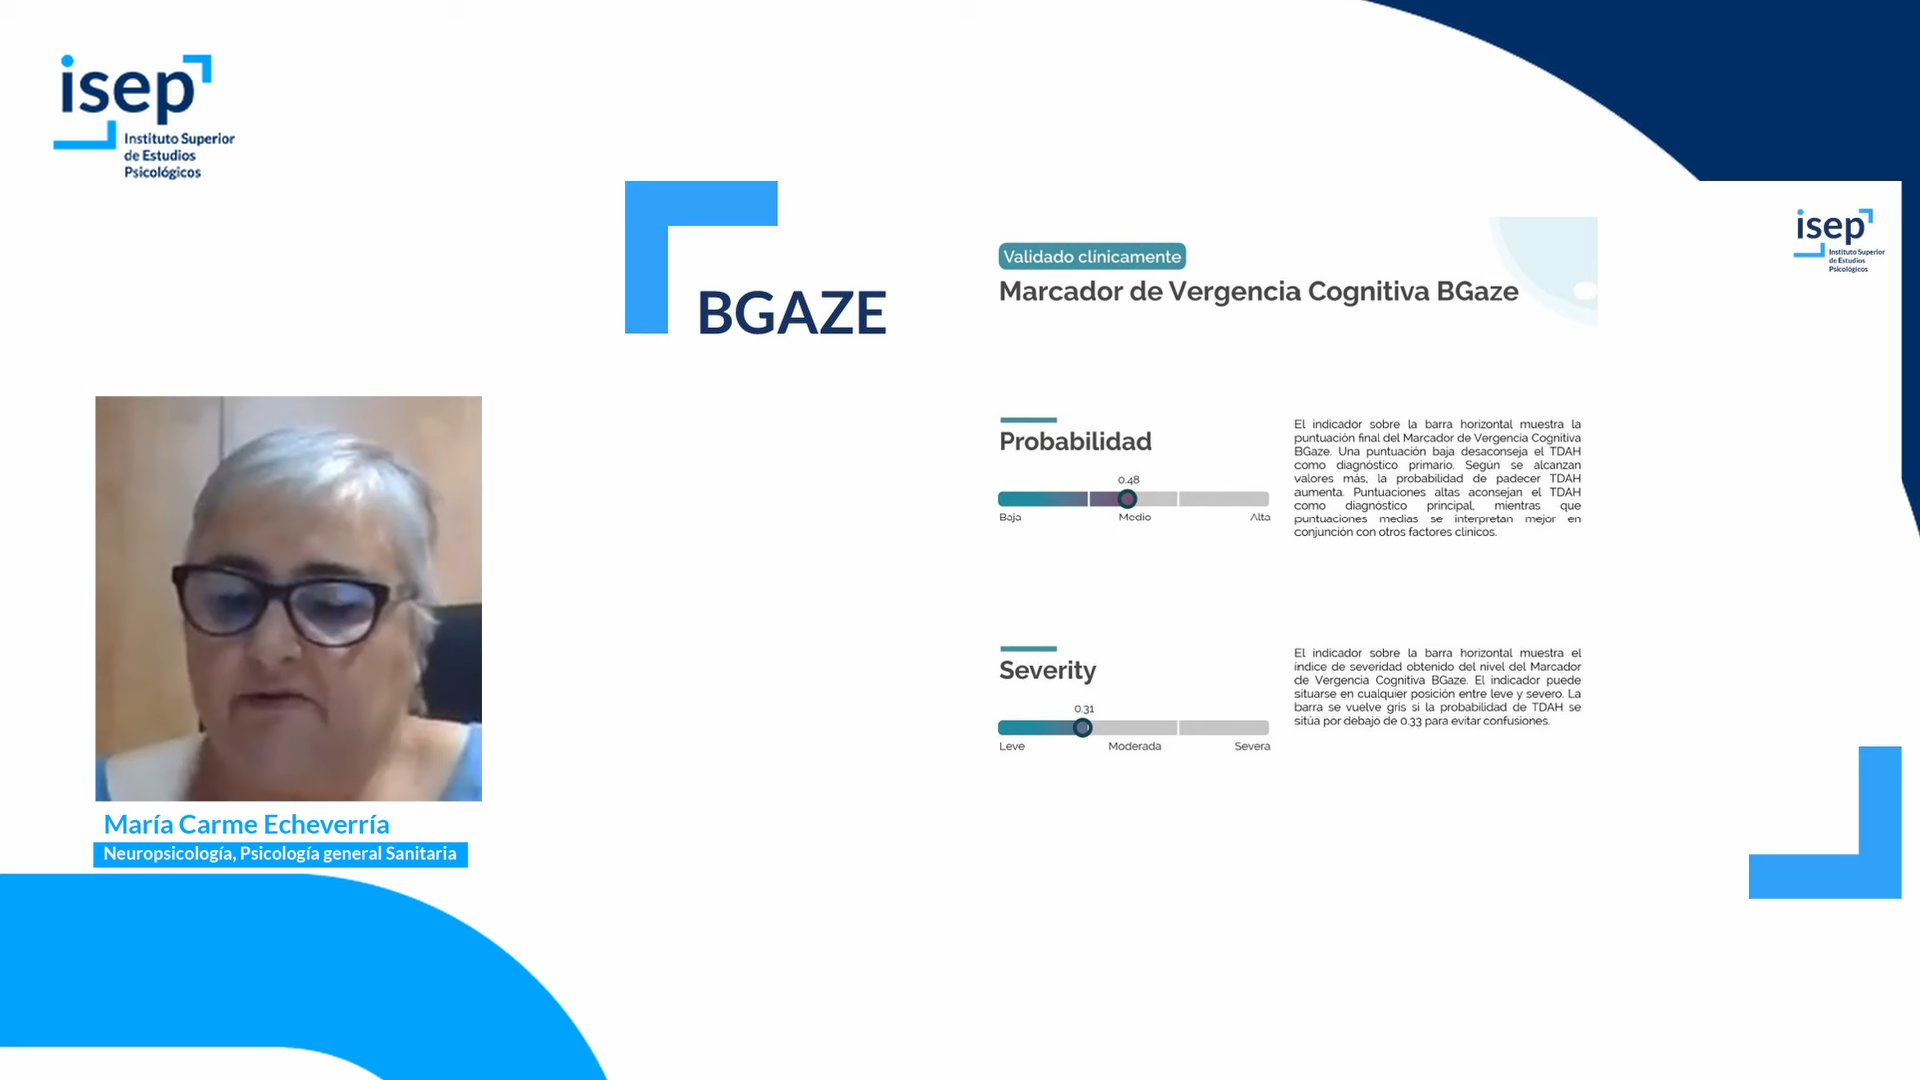 isep
Instituto Superior
de Estudios
Psicológicos
BGAZE
Validado clínicamente
Marcador de Vergencia Cognitiva BGaze
isep
Instituto Superior
de Estudios
Psicológicos
Probabilidad
0.48
Baja Medio Alta
El indicador sobre la barra horizontal muestra la
puntuación final del Marcador de Vergencia Cognitiva
BGaze. Una puntuación baja desaconseja el TDAH
como diagnóstico primario. Según se alcanzan
valores más, la probabilidad de padecer TDAH
aumenta. Puntuaciones altas aconsejan el TDAH
como diagnóstico principal, mientras que
puntuaciones medias se interpretan mejor en
conjunción con otros factores clínicos.
Severity
0.31
Leve Moderada Severa
El indicador sobre la barra horizontal muestra el
índice de severidad obtenido del nivel del Marcador
de Vergencia Cognitiva BGaze. El indicador puede
situarse en cualquier posición entre leve y severo. La
barra se vuelve gris si la probabilidad de TDAH se
sitúa por debajo de 0.33 para evitar confusiones.
María Carme Echeverría
Neuropsicología, Psicología general Sanitaria